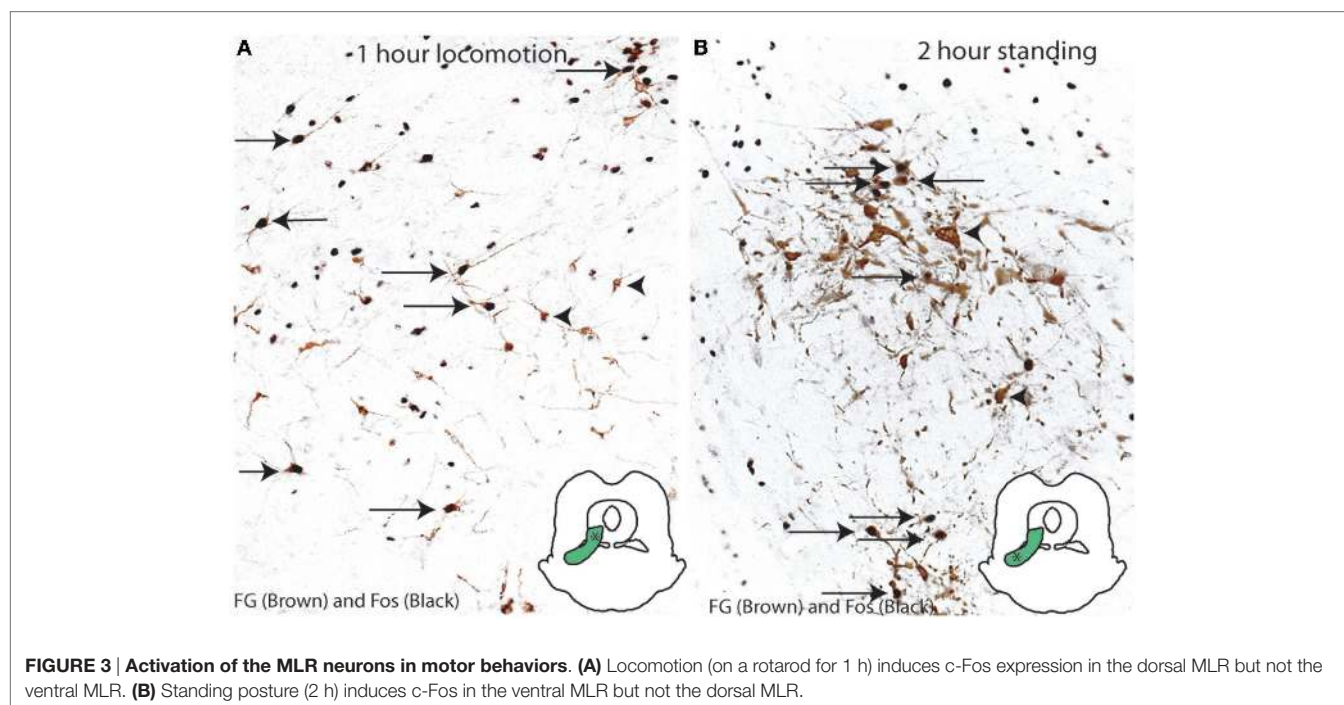 A
1 hour locomotion
B
2 hour standing
*
*
FG (Brown) and Fos (Black)
FG (Brown) and Fos (Black)
FIGURE 3 | Activation of the MLR neurons in motor behaviors. (A) Locomotion (on a rotarod for 1 h) induces c-Fos expression in the dorsal MLR but not the
ventral MLR. (B) Standing posture (2 h) induces c-Fos in the ventral MLR but not the dorsal MLR.